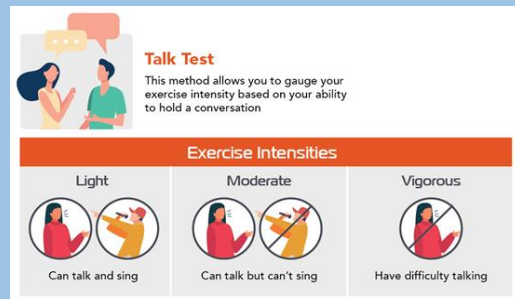 Talk Test
This method allows you to gauge your
exercise intensity based on your ability
to hold a conversation
Exercise Intensities
Light
Moderate
Vigorous
Can talk and sing
Can talk but can't sing
Have difficulty talking